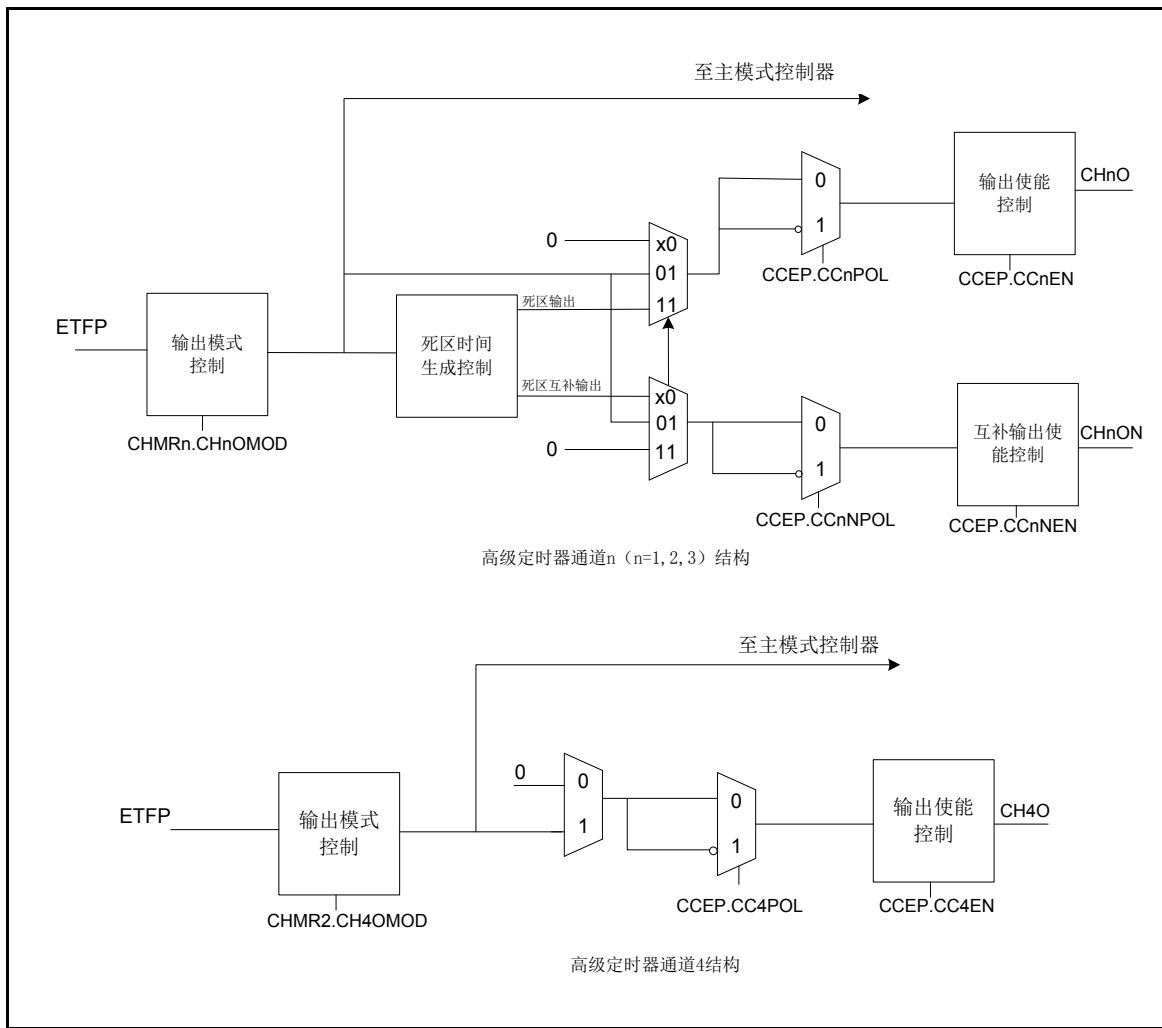 至主模式控制器
0
1
CCEP.CCnPOL
输出使能
控制
CCEP.CCnEN
CHnO
0
x0
01
11
ETFP
输出模式
控制
CHMRn.CHnOMOD
死区时间
生成控制
死区输出
死区互补输出
x0
01
11
0
0
1
CCEP.CCnNPOL
互补输出使
能控制
CCEP.CCnNEN
CHnON
高级定时器通道n（n=1,2,3）结构
至主模式控制器
ETFP
输出模式
控制
CHMR2.CH4OMOD
0
0
1
0
1
CCEP.CC4POL
输出使能
控制
CCEP.CC4EN
CH4O
高级定时器通道4结构